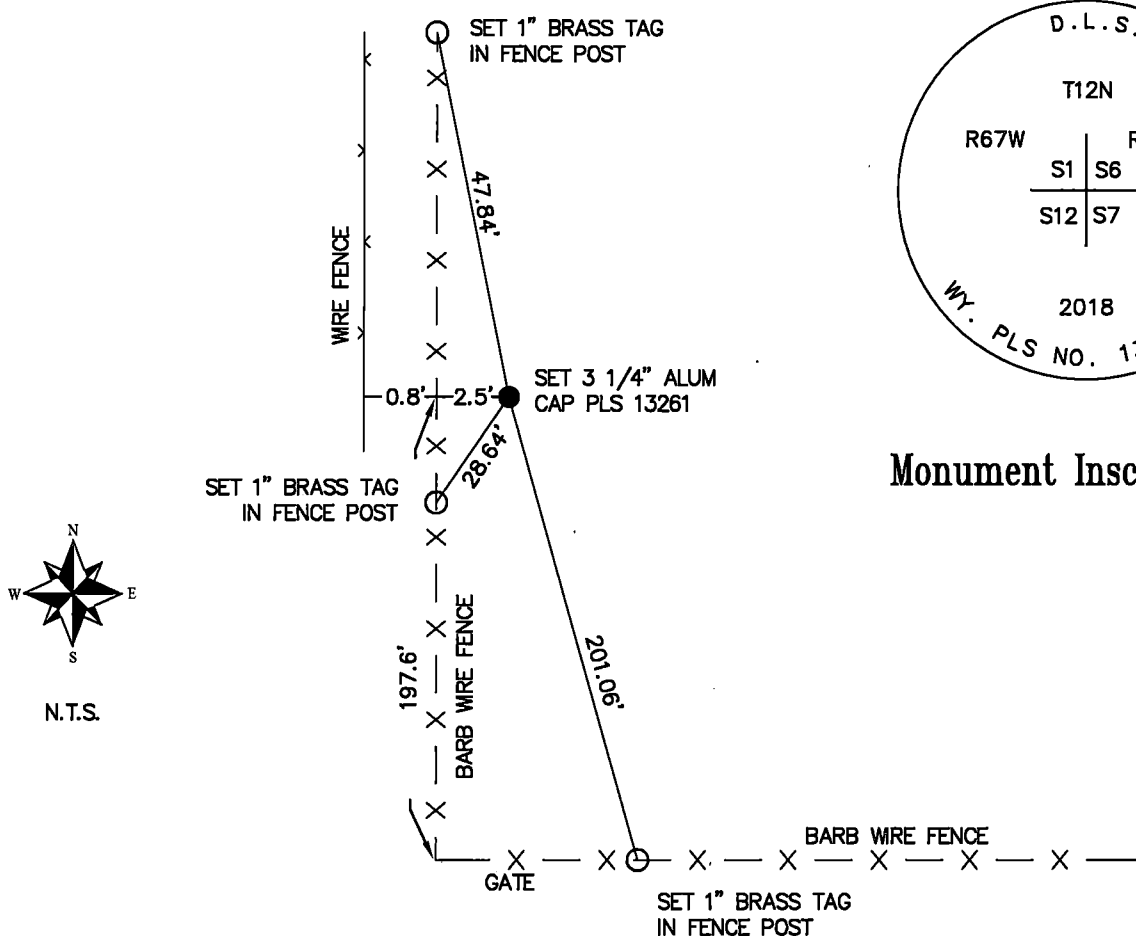 SET 1” BRASS TAG
IN FENCE POST
D.L.S.
T12N
R67W
S1 S6
S12 S7
2018
WY. PLS NO.
47.84'
WIRE FENCE
0.8' 2.5'
SET 3 1/4” ALUM
CAP PLS 13261
28.64'
SET 1” BRASS TAG
IN FENCE POST
Monument Insc
N
W E
S
N.T.S.
197.6'
BARB WIRE FENCE
201.06'
BARB WIRE FENCE
GATE
SET 1” BRASS TAG
IN FENCE POST